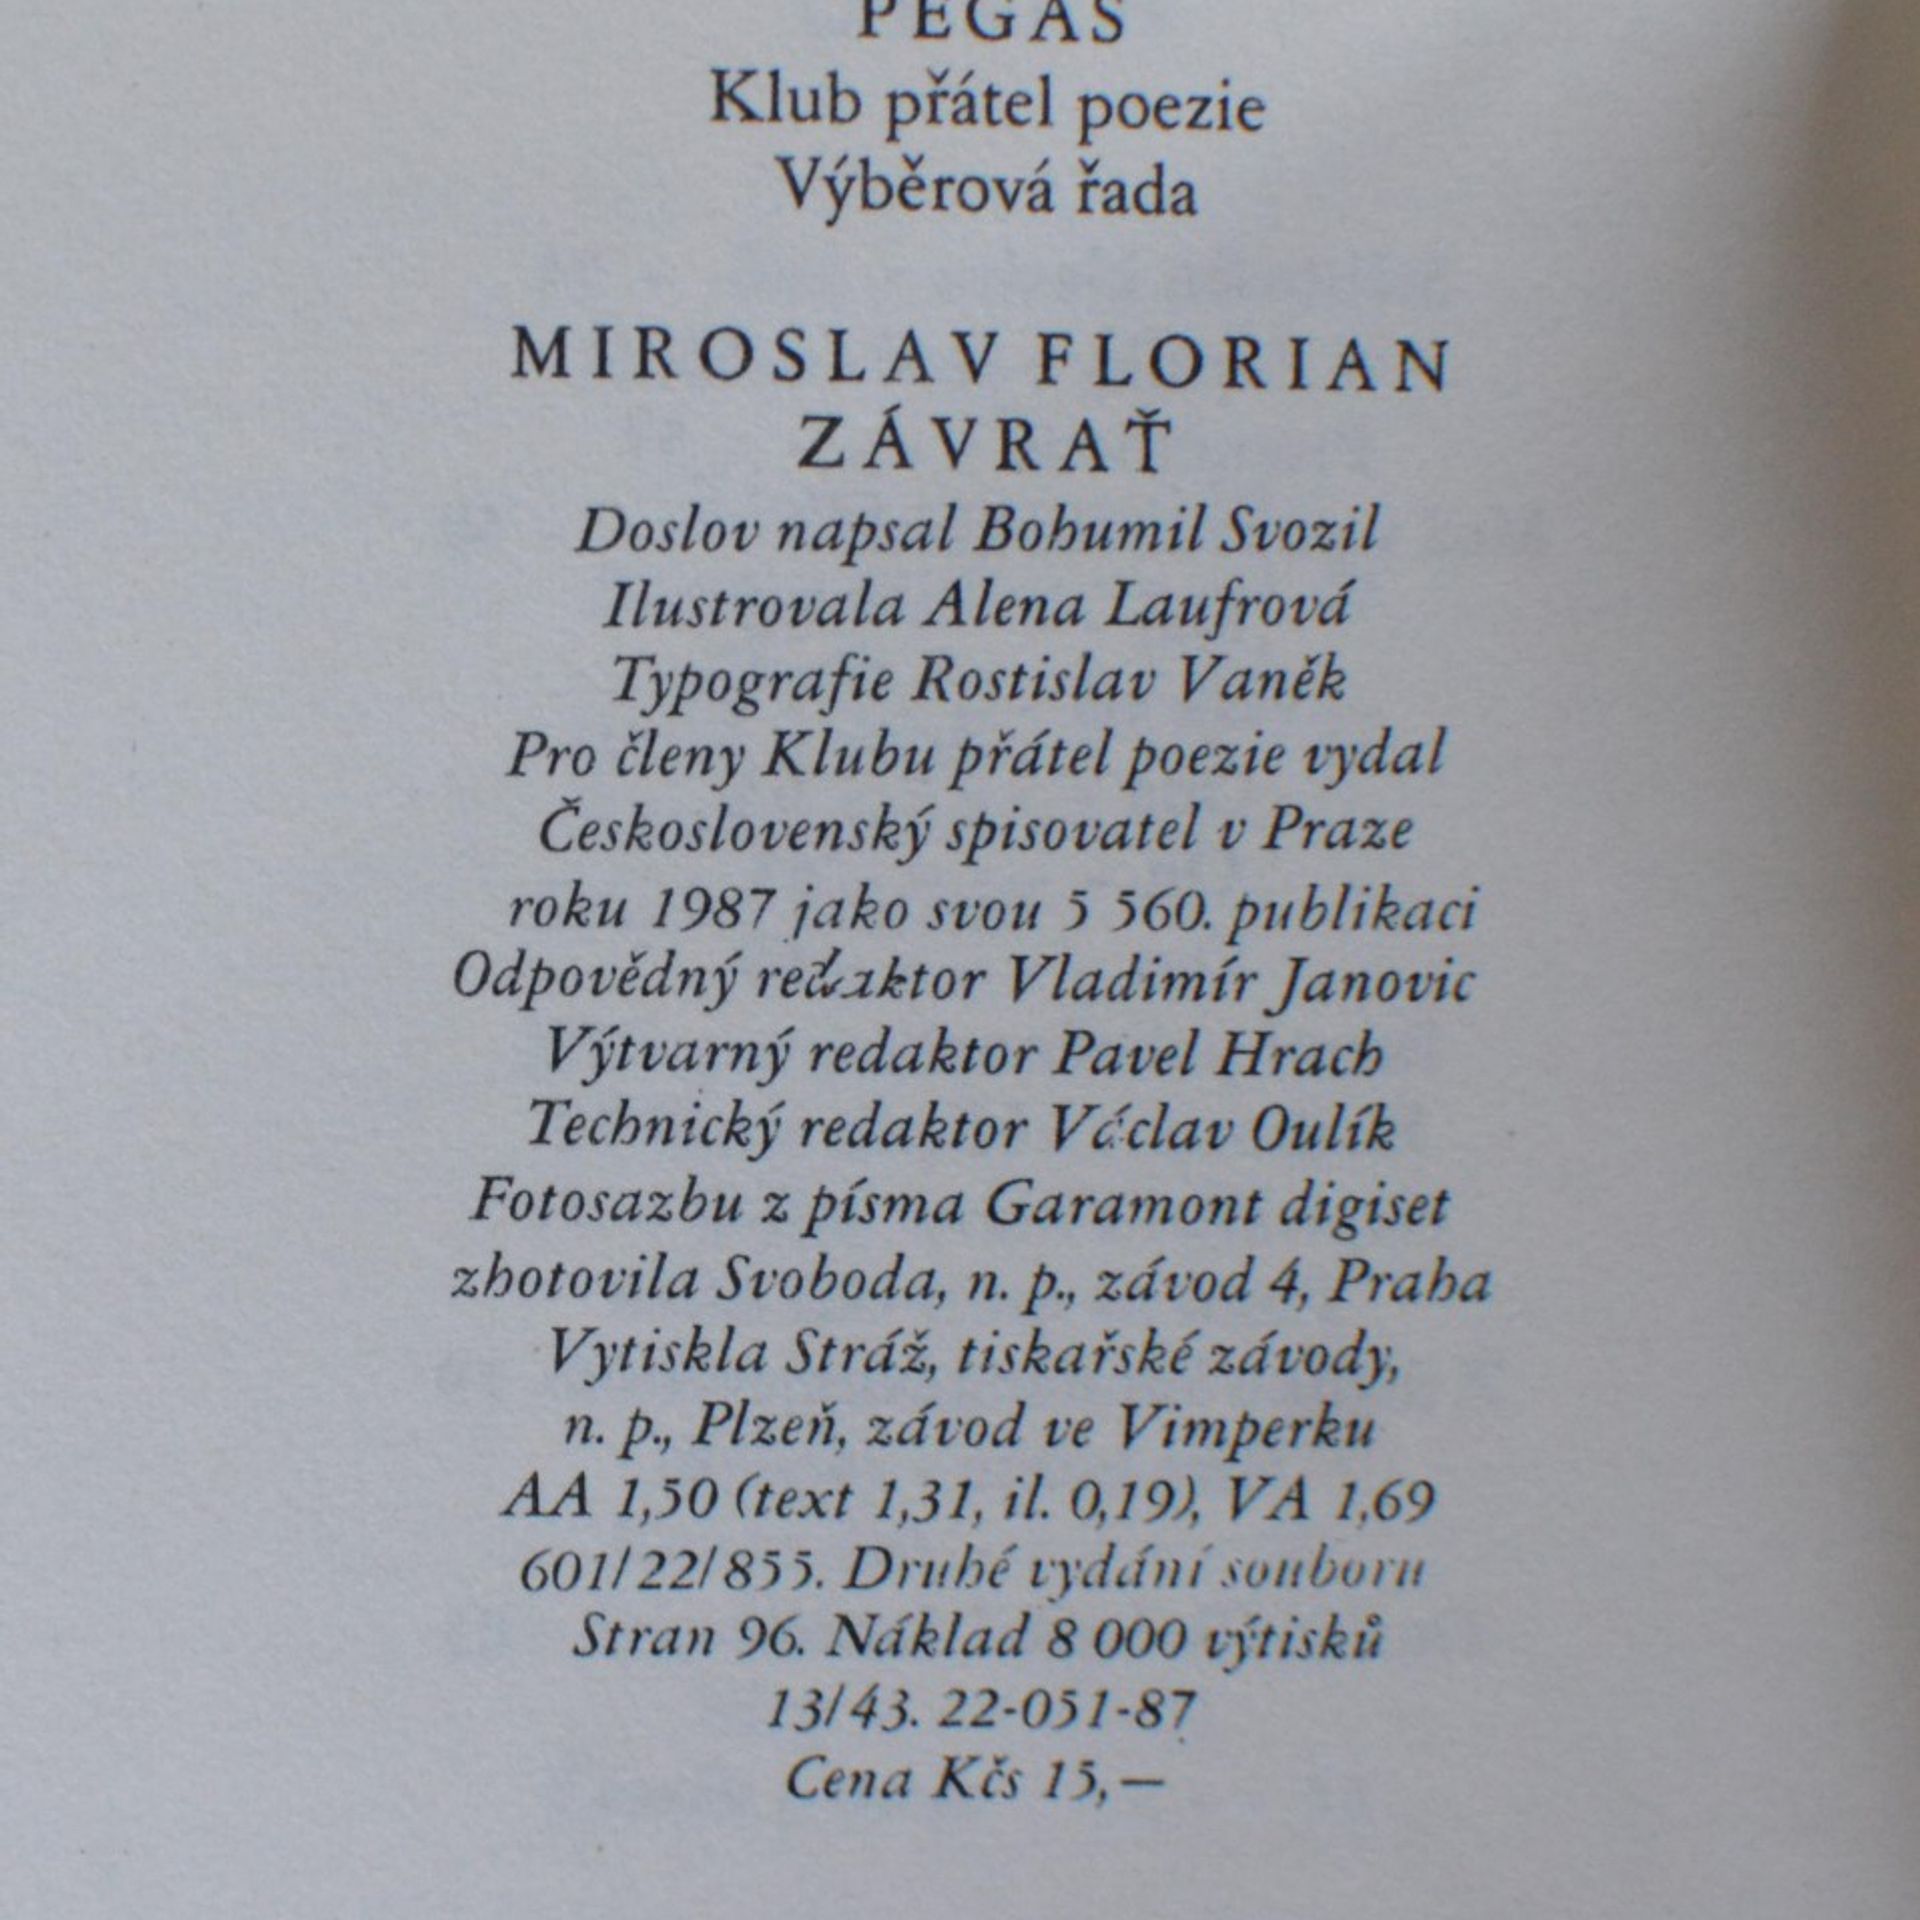 PEGAS
Klub přátel poezie
Výběrová řada
MIROSLAV FLORIAN
ZÁVRAŤ
Doslov napsal Bohumil Svozil
Ilustrovala Alena Laufrová
Typografie Rostislav Vaněk
Pro členy Klubu přátel poezie vydal
Československý spisovatel v Praze
roku 1987 jako svou 5 560. publikaci
Odpovědný redaktor Vladimír Janovic
Výtvarný redaktor Pavel Hrach
Technický redaktor Václav Oulík
Fotosazbu z písma Garamont digiset
zhotovila Svoboda, n. p., závod 4, Praha
Vytiskla Stráž, tiskařské závody,
n. p., Plzeň, závod ve Vimperku
AA 1,50 (text 1,31, il. 0,19), VA 1,69
601/22/855. Druhé vydání souboru
Stran 96. Náklad 8 000 výtisků
13/43. 22-051-87
Cena Kčs 15,—